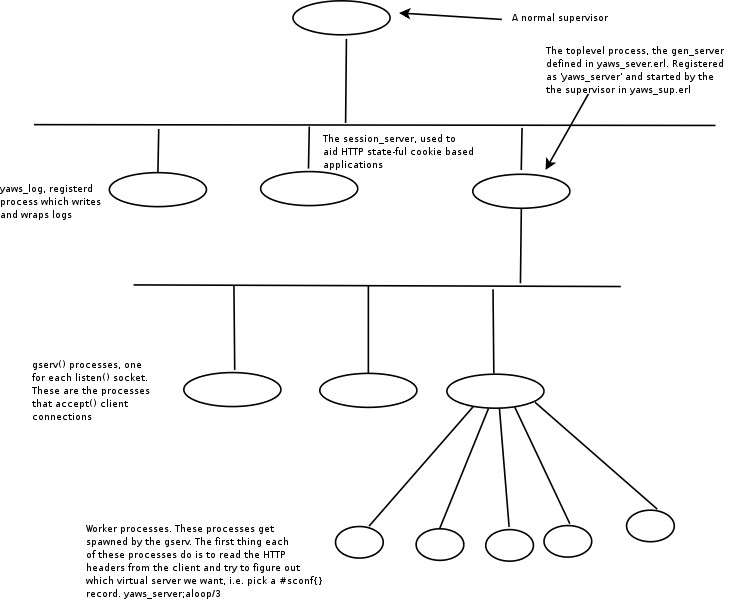 A normal supervisor
The toplevel process, the gen_server
defined in yaws_sever.erl. Registered
as 'yaws_server' and started by the
the supervisor in yaws_sup.erl
The session_server, used to
aid HTTP state-ful cookie based
applications
yaws_log, registerd
process which writes
and wraps logs
gserv() processes, one
for each listen() socket.
These are the processes
that accept() client
connections
Worker processes. These processes get
spawned by the gserv. The first thing each
of these processes do is to read the HTTP
headers from the client and try to figure out
which virtual server we want, i.e. pick a #sconf{}
record. yaws_server;aloop/3